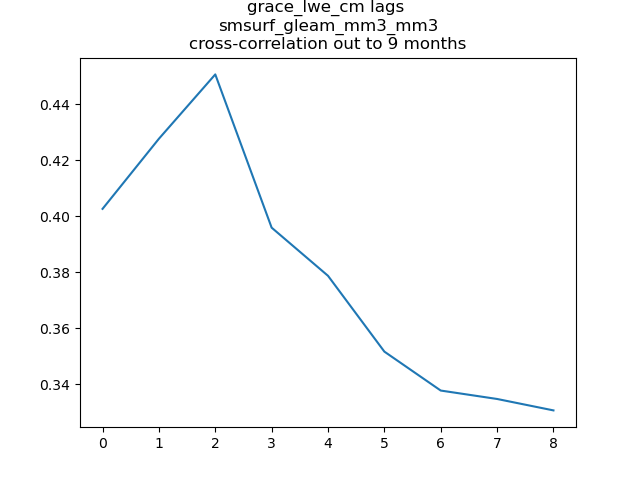 grace_lwe_cm lags
smsurf_gleam_mm3_mm3
cross-correlation out to 9 months
0.44
0.42
0.40
0.38
0.36
0.34
0 1 2 3 4 5 6 7 8